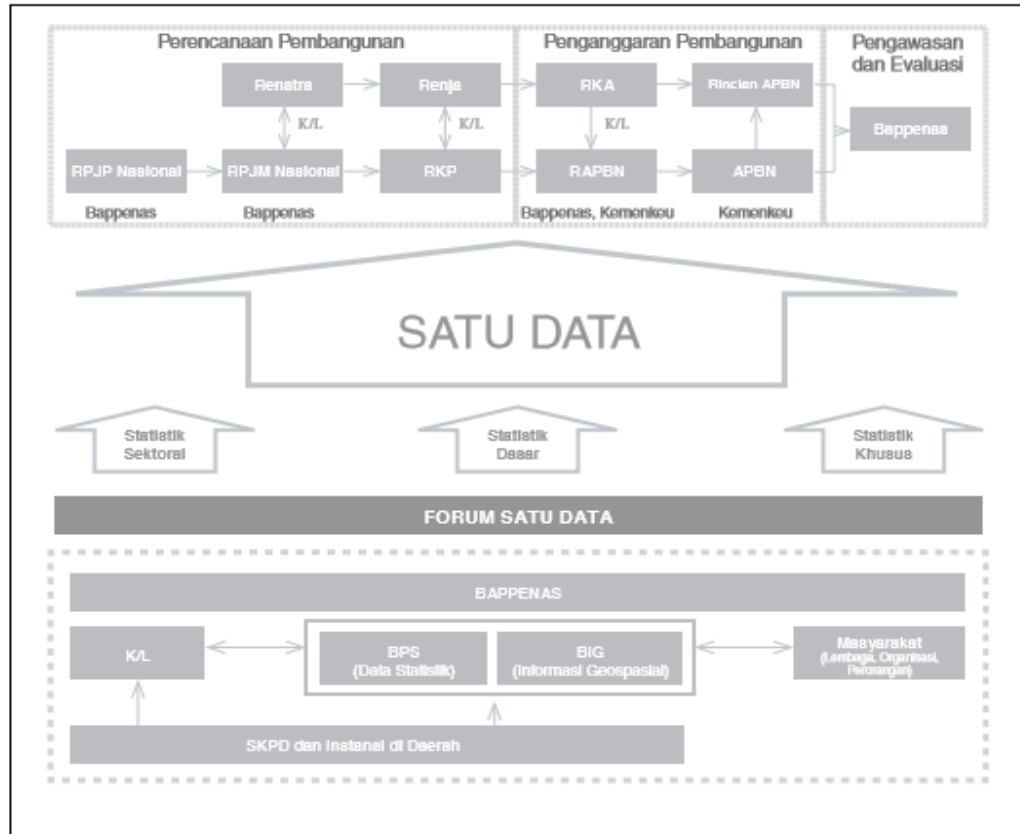 Perencanaan Pembangunan
Penganggaran Pembangunan
Pengawasan
dan Evaluasi
Renstra
Renja
RKA
Rincian APBN
K/L
K/L
K/L
Bappenas
RPJP Nasional
RPJM Nasional
RKP
RAPBN
APBN
Bappenas
Bappenas
Bappenas, Kemenkeu
Kemenkeu
SATU DATA
Statistik
Sektoral
Statistik
Dasar
Statistik
Khusus
FORUM SATU DATA
BAPPENAS
K/L
BPS
(Data Statistik)
BIG
(Informasi Geospasial)
Masyarakat
(Lembaga, Organisasi,
Perorangan)
SKPD dan Instansi di Daerah